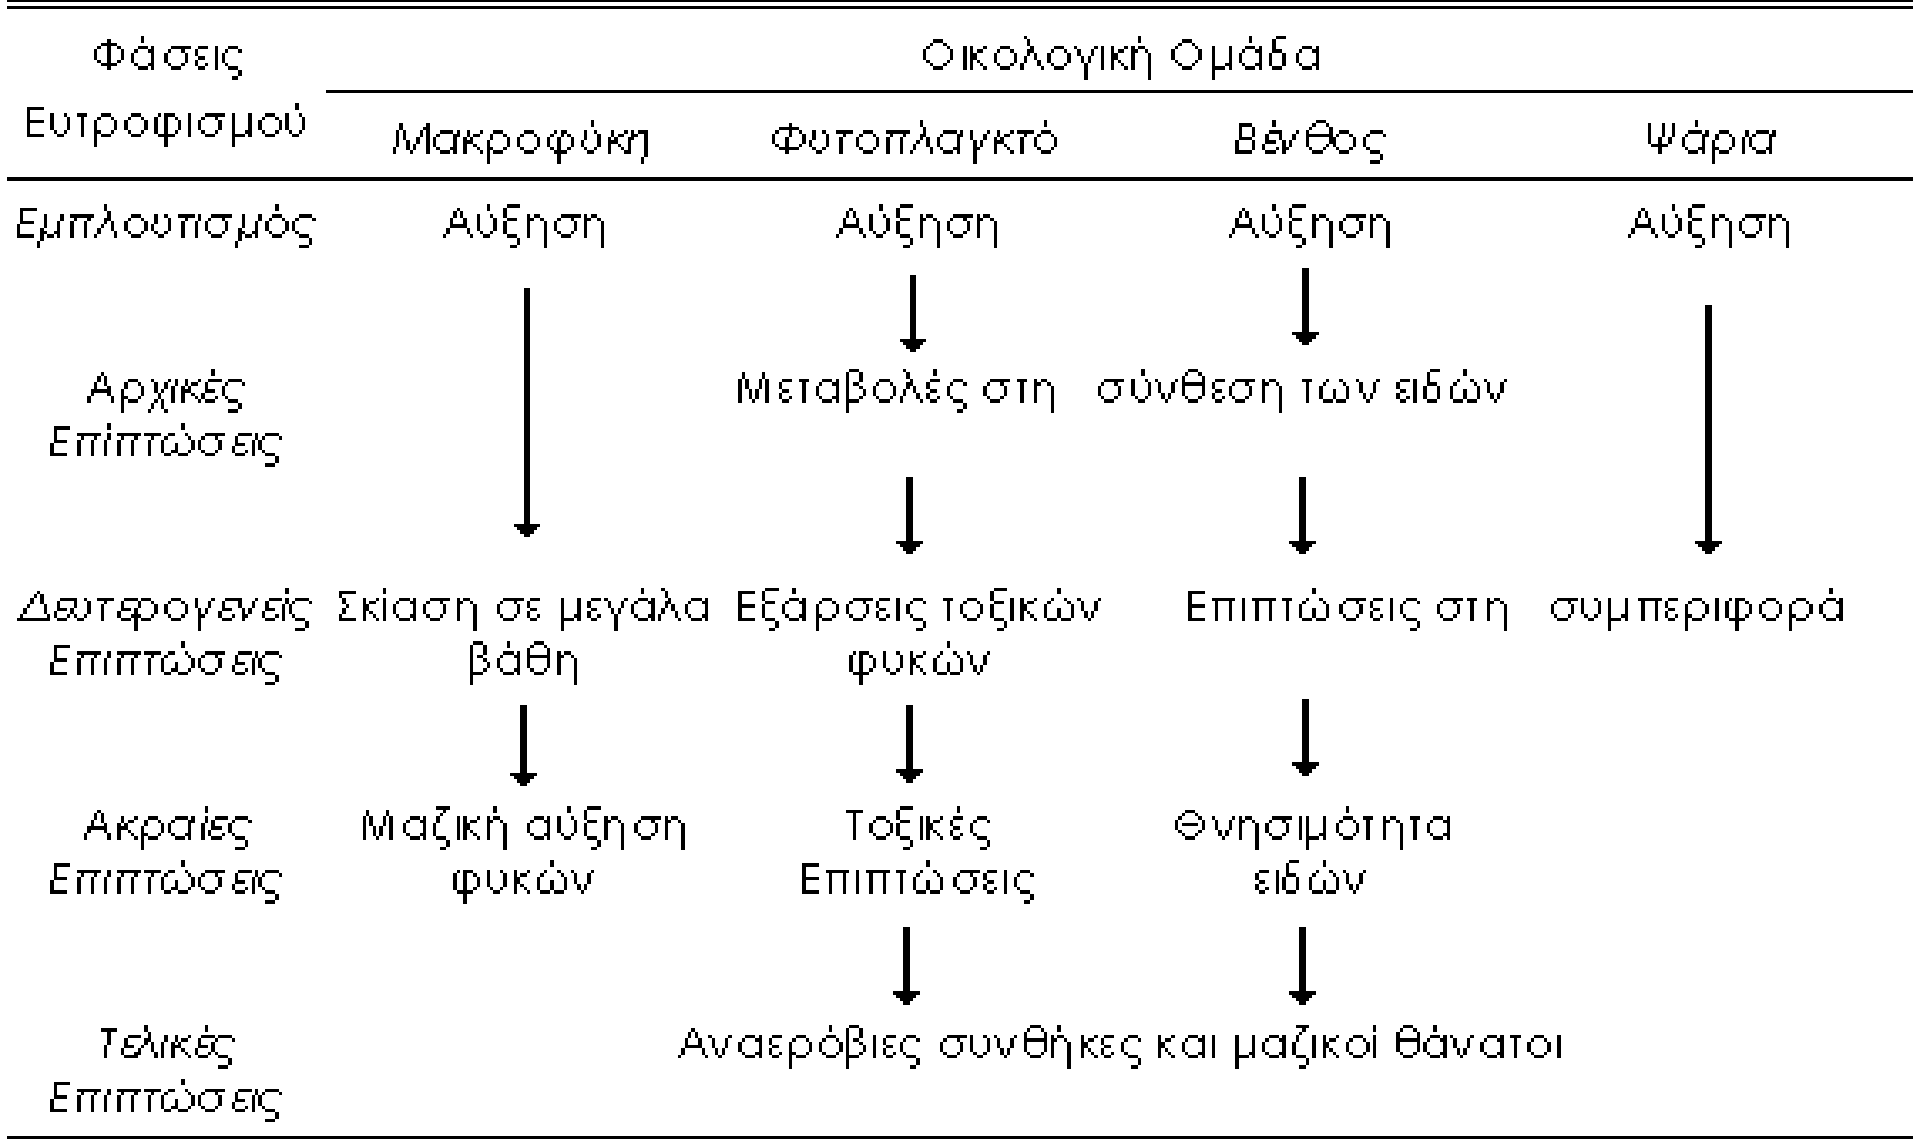 Φάσεις Οικολογική Ομάδα
Ευτροφισμού Μακροφύκη Φυτοπλαγκτό Βένθος Ψάρια
Εμπλουτισμός Αύξηση Αύξηση Αύξηση Αύξηση
Αρχικές Μεταβολές στη σύνθεση των ειδών
Επίπτώσεις
Δευτερογενείς Σκίαση σε μεγάλα Εξάρσεις τοξικών Επιπτώσεις στη συμπεριφορά
Επιπτώσεις βάθη φυκών
Ακραίες Μαζική αύξηση Τοξικές Θνησιμότητα
Επιπτώσεις φυκών Επιπτώσεις ειδών
Τελικές Αναερόβιες συνθήκες και μαζικοί θάνατοι
Επιπτώσεις